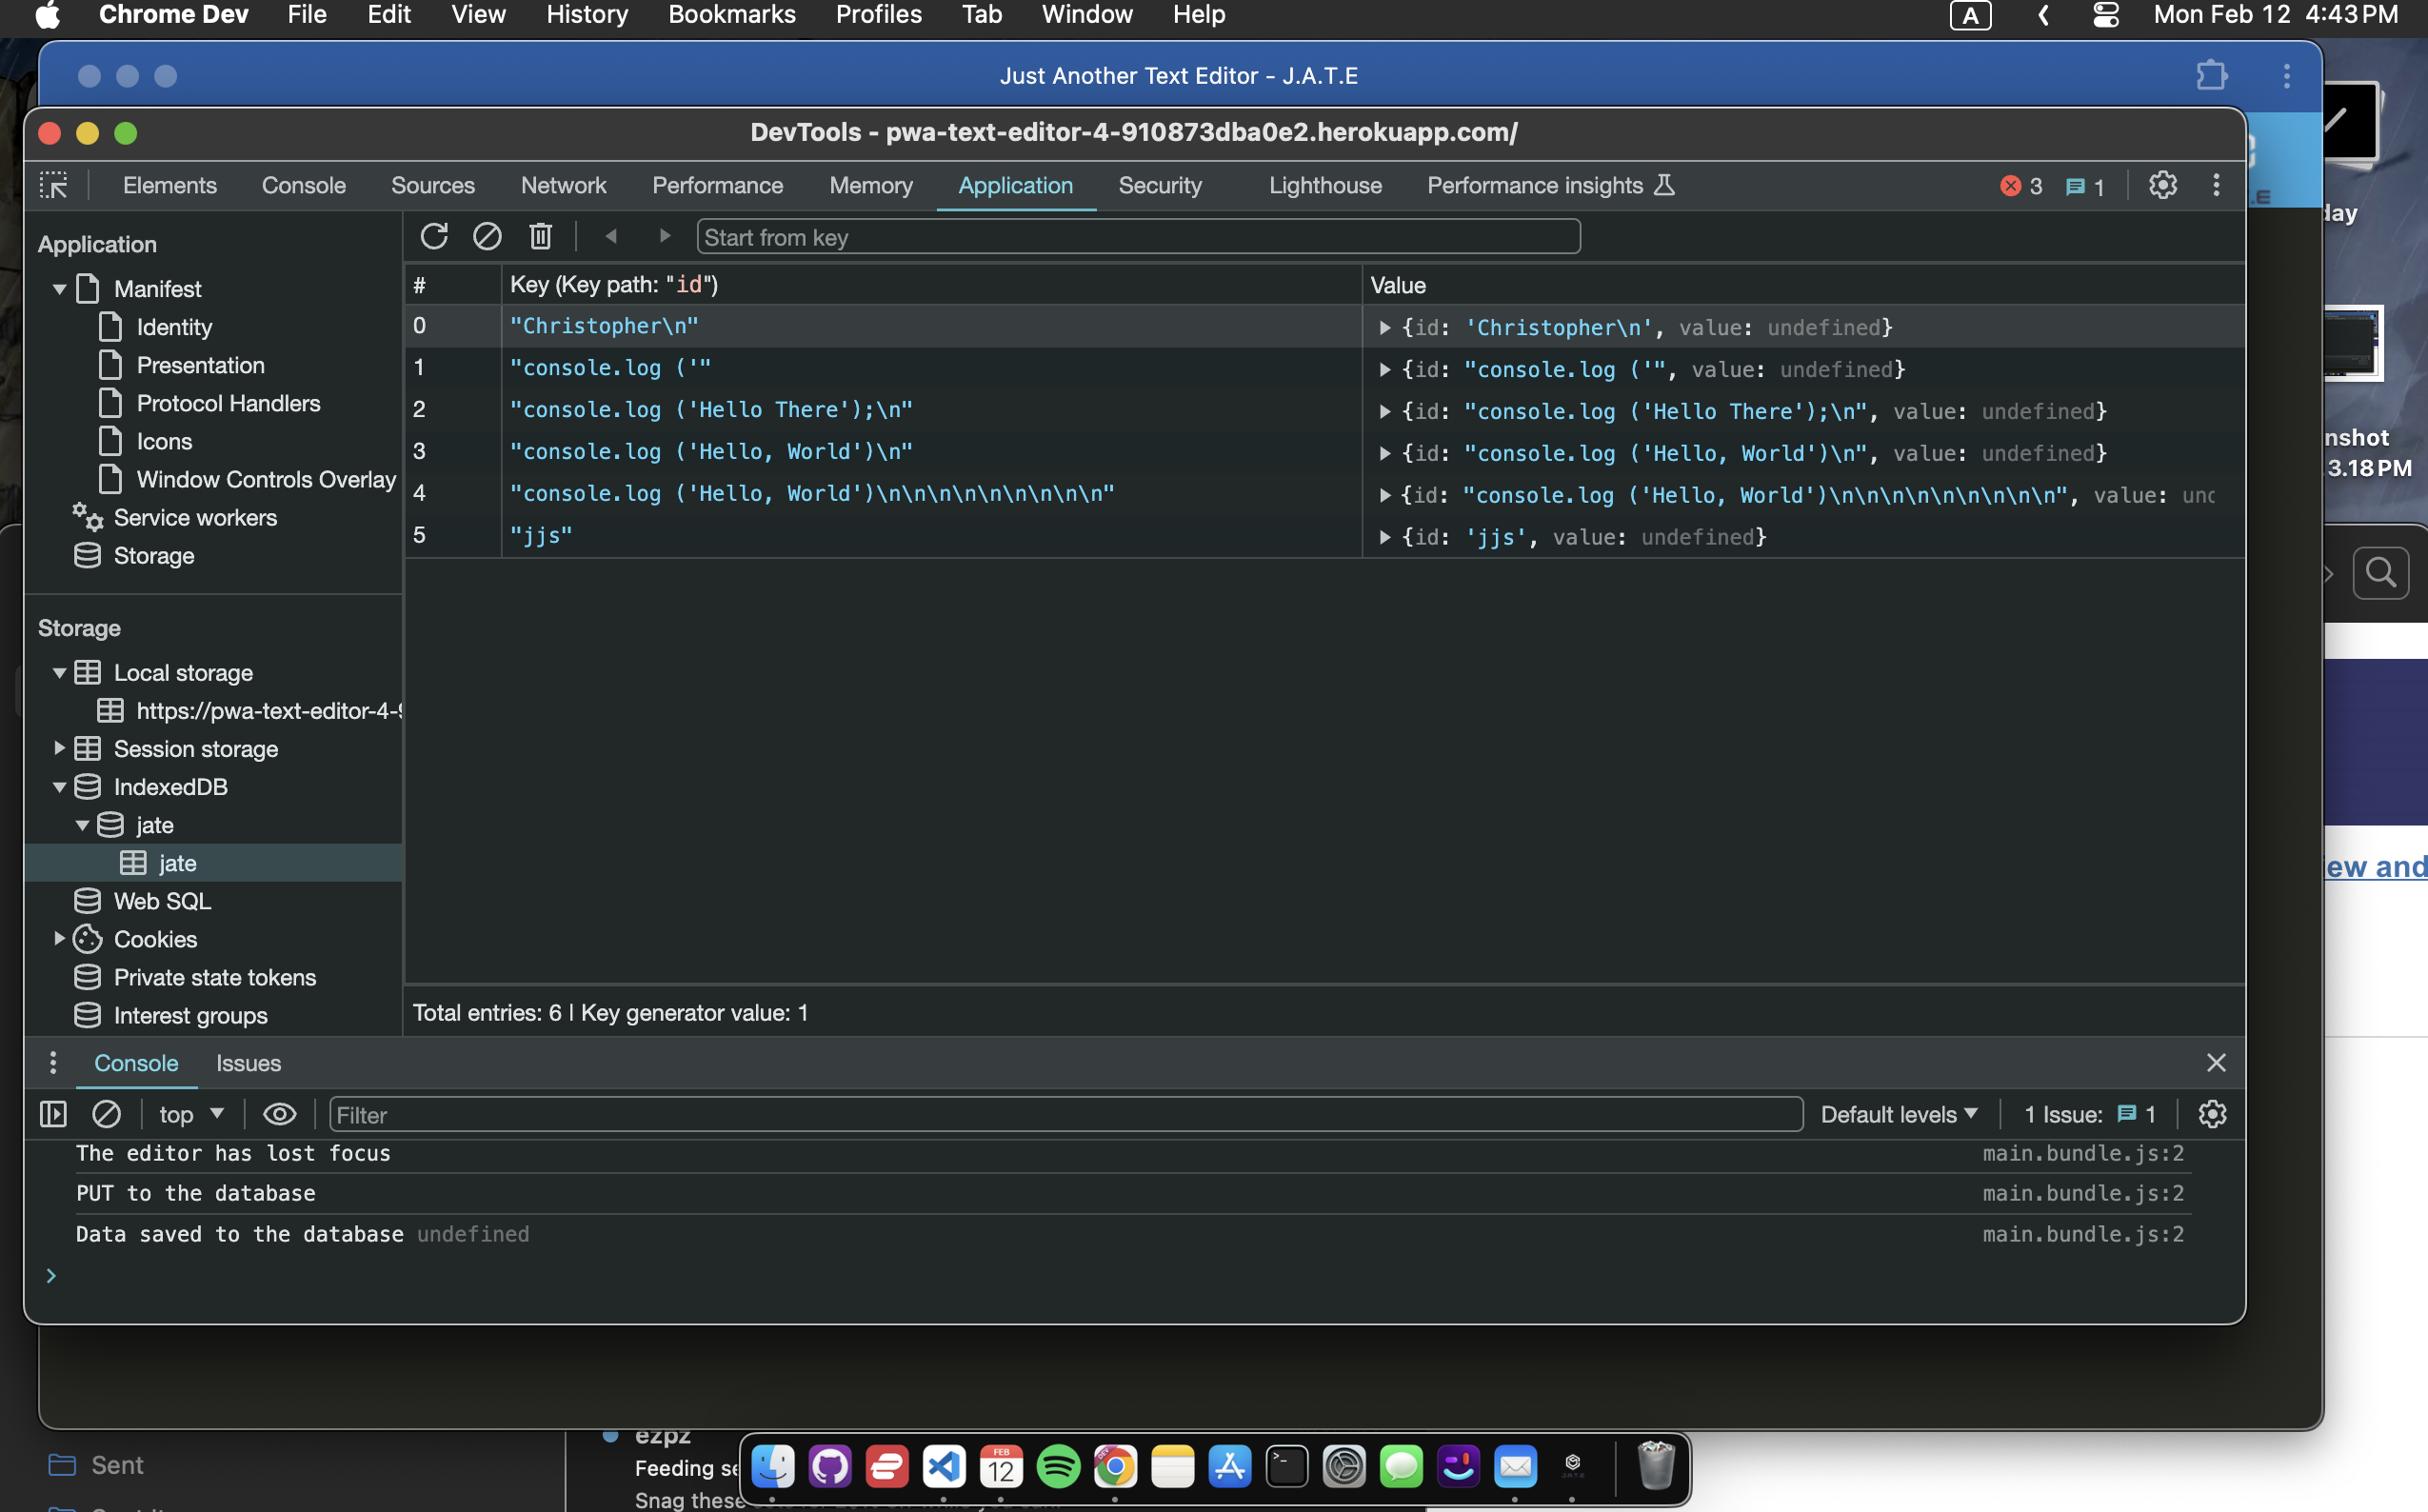 Chrome Dev File Edit View History Bookmarks Profiles Tab Window Help A Mon Feb 12 4:43 PM
Just Another Text Editor - J.A.T.E
DevTools - pwa-text-editor-4-910873dba0e2.herokuapp.com/
Elements Console Sources Network Performance Memory Application Security Lighthouse Performance insights 3 1
Application
Manifest
Identity
Presentation
Protocol Handlers
Icons
Window Controls Overlay
Service workers
Storage
Storage
Local storage
https://pwa-text-editor-4-9
Session storage
IndexedDB
jate
jate
Web SQL
Cookies
Private state tokens
Interest groups
Start from key
# Key (Key path: "id") Value
0 "Christopher\n" {id: 'Christopher\n', value: undefined}
1 "console.log ('" {id: "console.log ('", value: undefined}
2 "console.log ('Hello There');\n" {id: "console.log ('Hello There');\n", value: undefined}
3 "console.log ('Hello, World')\n" {id: "console.log ('Hello, World')\n", value: undefined}
4 "console.log ('Hello, World')\n\n\n\n\n\n\n\n\n" {id: "console.log ('Hello, World')\n\n\n\n\n\n\n\n\n", value: und
5 "jjs" {id: 'jjs', value: undefined}
Total entries: 6 | Key generator value: 1
Console Issues
top Filter Default levels 1 Issue: 1
The editor has lost focus main.bundle.js:2
PUT to the database main.bundle.js:2
Data saved to the database undefined main.bundle.js:2
>
day
nshot
3.18 PM
ew and
Sent
ezpz
Feeding se
Snag these
FEB
12
J.A.T.E